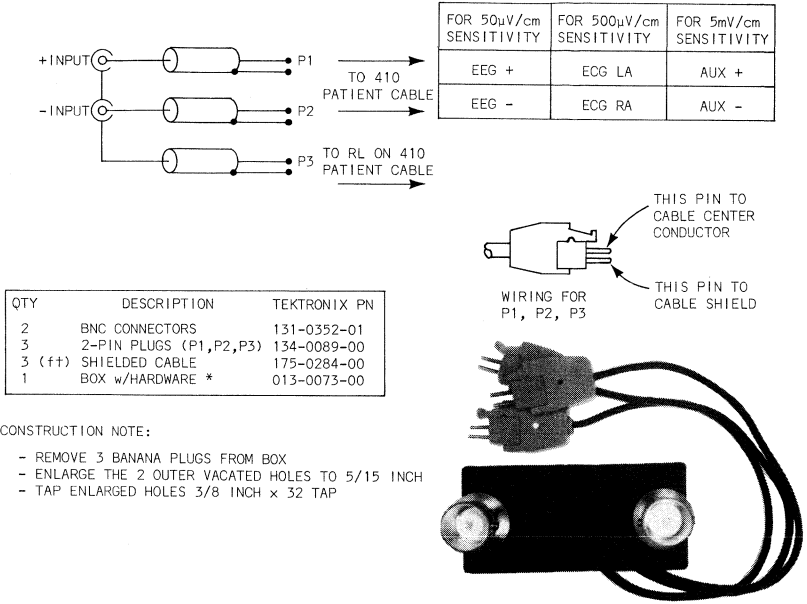 FOR 50µV/cm SENSITIVITY FOR 500µV/cm SENSITIVITY FOR 5mV/cm SENSITIVITY
EEG + ECG LA AUX +
EEG - ECG RA AUX -
+INPUT P1
TO 410
PATIENT CABLE
-INPUT P2
P3 TO RL ON 410
PATIENT CABLE
THIS PIN TO
CABLE CENTER
CONDUCTOR
THIS PIN TO
CABLE SHIELD
WIRING FOR
P1, P2, P3
QTY DESCRIPTION TEKTRONIX PN
2 BNC CONNECTORS 131-0352-01
3 2-PIN PLUGS (P1,P2,P3) 134-0089-00
3 (ft) SHIELDED CABLE 175-0284-00
1 BOX w/HARDWARE * 013-0073-00
CONSTRUCTION NOTE:
- REMOVE 3 BANANA PLUGS FROM BOX
- ENLARGE THE 2 OUTER VACATED HOLES TO 5/15 INCH
- TAP ENLARGED HOLES 3/8 INCH x 32 TAP